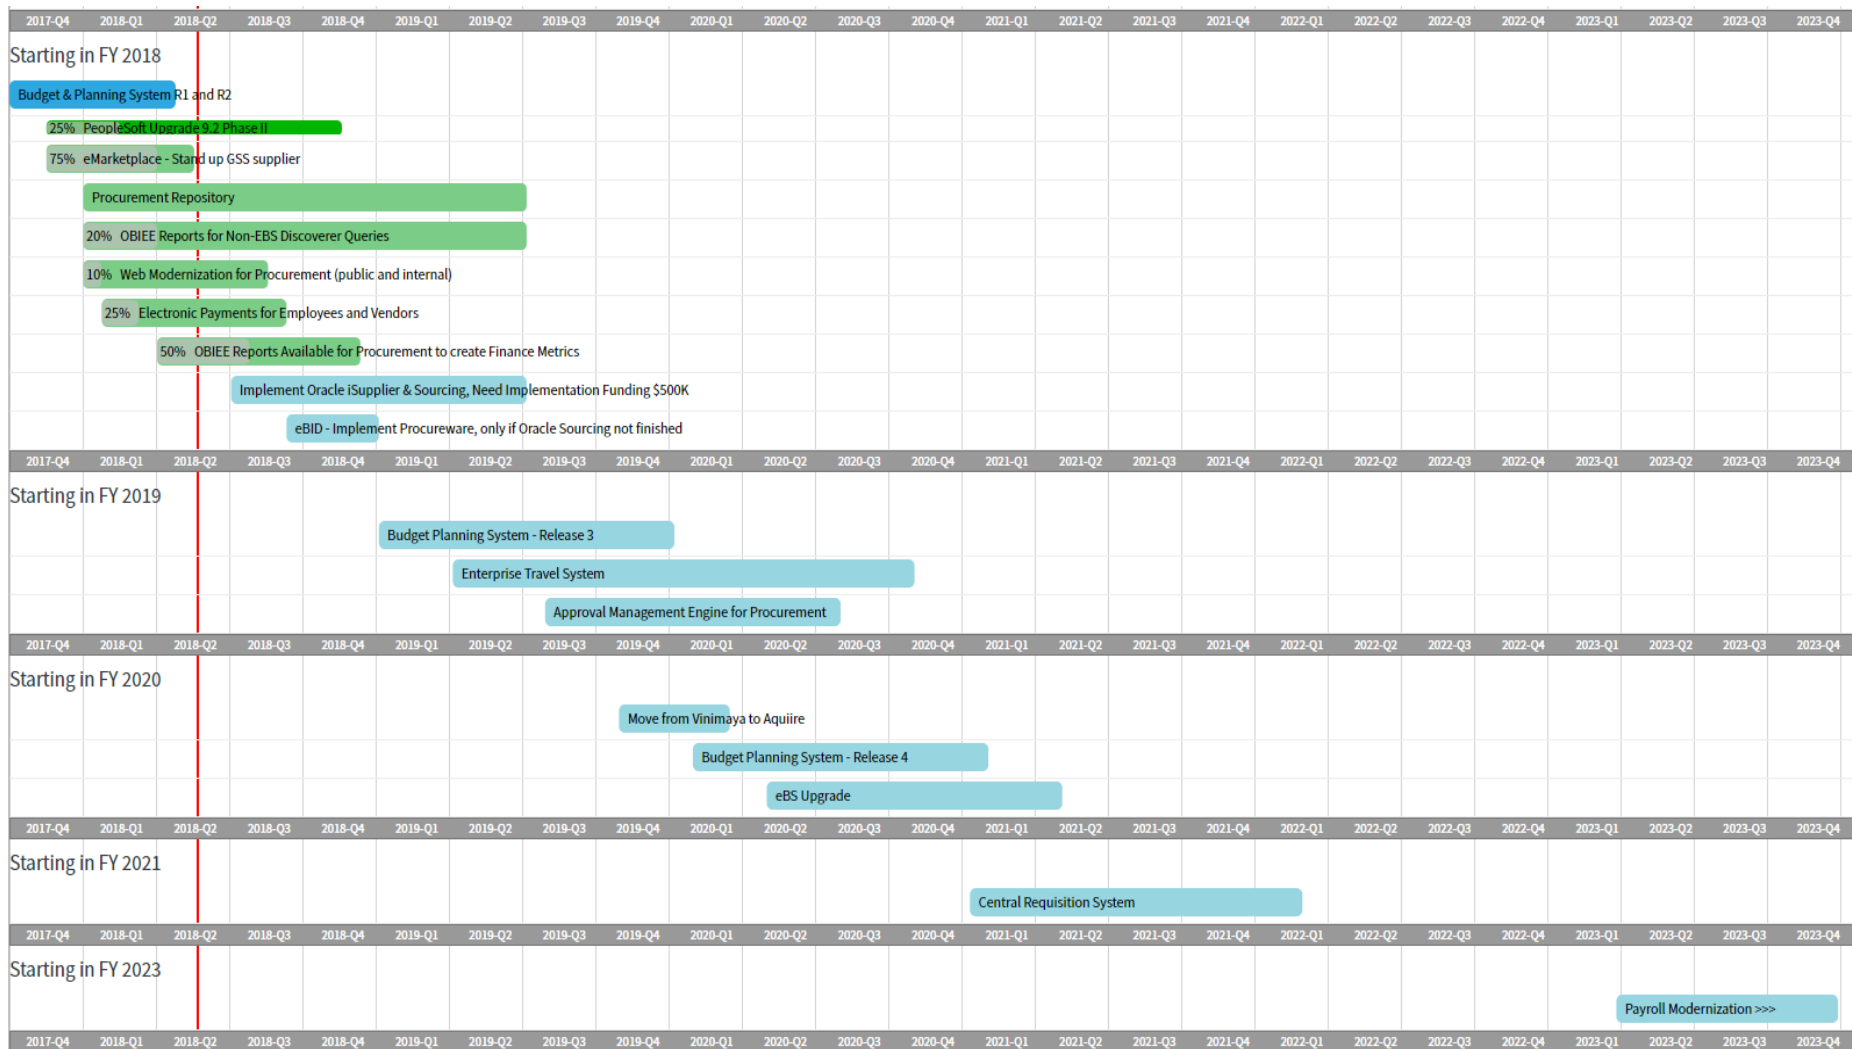 2017-Q4 2018-Q1 2018-Q2 2018-Q3 2018-Q4 2019-Q1 2019-Q2 2019-Q3 2019-Q4 2020-Q1 2020-Q2 2020-Q3 2020-Q4 2021-Q1 2021-Q2 2021-Q3 2021-Q4 2022-Q1 2022-Q2 2022-Q3 2022-Q4 2023-Q1 2023-Q2 2023-Q3 2023-Q4
Starting in FY 2018
Budget & Planning System R1 and R2
25% PeopleSoft Upgrade 9.2 Phase II
75% eMarketplace - Stand up GSS supplier
Procurement Repository
20% OBIEE Reports for Non-EBS Discoverer Queries
10% Web Modernization for Procurement (public and internal)
25% Electronic Payments for Employees and Vendors
50% OBIEE Reports Available for Procurement to create Finance Metrics
Implement Oracle iSupplier & Sourcing, Need Implementation Funding $500K
eBID - Implement Procureware, only if Oracle Sourcing not finished
2017-Q4 2018-Q1 2018-Q2 2018-Q3 2018-Q4 2019-Q1 2019-Q2 2019-Q3 2019-Q4 2020-Q1 2020-Q2 2020-Q3 2020-Q4 2021-Q1 2021-Q2 2021-Q3 2021-Q4 2022-Q1 2022-Q2 2022-Q3 2022-Q4 2023-Q1 2023-Q2 2023-Q3 2023-Q4
Starting in FY 2019
Budget Planning System - Release 3
Enterprise Travel System
Approval Management Engine for Procurement
2017-Q4 2018-Q1 2018-Q2 2018-Q3 2018-Q4 2019-Q1 2019-Q2 2019-Q3 2019-Q4 2020-Q1 2020-Q2 2020-Q3 2020-Q4 2021-Q1 2021-Q2 2021-Q3 2021-Q4 2022-Q1 2022-Q2 2022-Q3 2022-Q4 2023-Q1 2023-Q2 2023-Q3 2023-Q4
Starting in FY 2020
Move from Vinimaya to Aquiire
Budget Planning System - Release 4
eBS Upgrade
2017-Q4 2018-Q1 2018-Q2 2018-Q3 2018-Q4 2019-Q1 2019-Q2 2019-Q3 2019-Q4 2020-Q1 2020-Q2 2020-Q3 2020-Q4 2021-Q1 2021-Q2 2021-Q3 2021-Q4 2022-Q1 2022-Q2 2022-Q3 2022-Q4 2023-Q1 2023-Q2 2023-Q3 2023-Q4
Starting in FY 2021
Central Requisition System
2017-Q4 2018-Q1 2018-Q2 2018-Q3 2018-Q4 2019-Q1 2019-Q2 2019-Q3 2019-Q4 2020-Q1 2020-Q2 2020-Q3 2020-Q4 2021-Q1 2021-Q2 2021-Q3 2021-Q4 2022-Q1 2022-Q2 2022-Q3 2022-Q4 2023-Q1 2023-Q2 2023-Q3 2023-Q4
Starting in FY 2023
Payroll Modernization >>>
2017-Q4 2018-Q1 2018-Q2 2018-Q3 2018-Q4 2019-Q1 2019-Q2 2019-Q3 2019-Q4 2020-Q1 2020-Q2 2020-Q3 2020-Q4 2021-Q1 2021-Q2 2021-Q3 2021-Q4 2022-Q1 2022-Q2 2022-Q3 2022-Q4 2023-Q1 2023-Q2 2023-Q3 2023-Q4